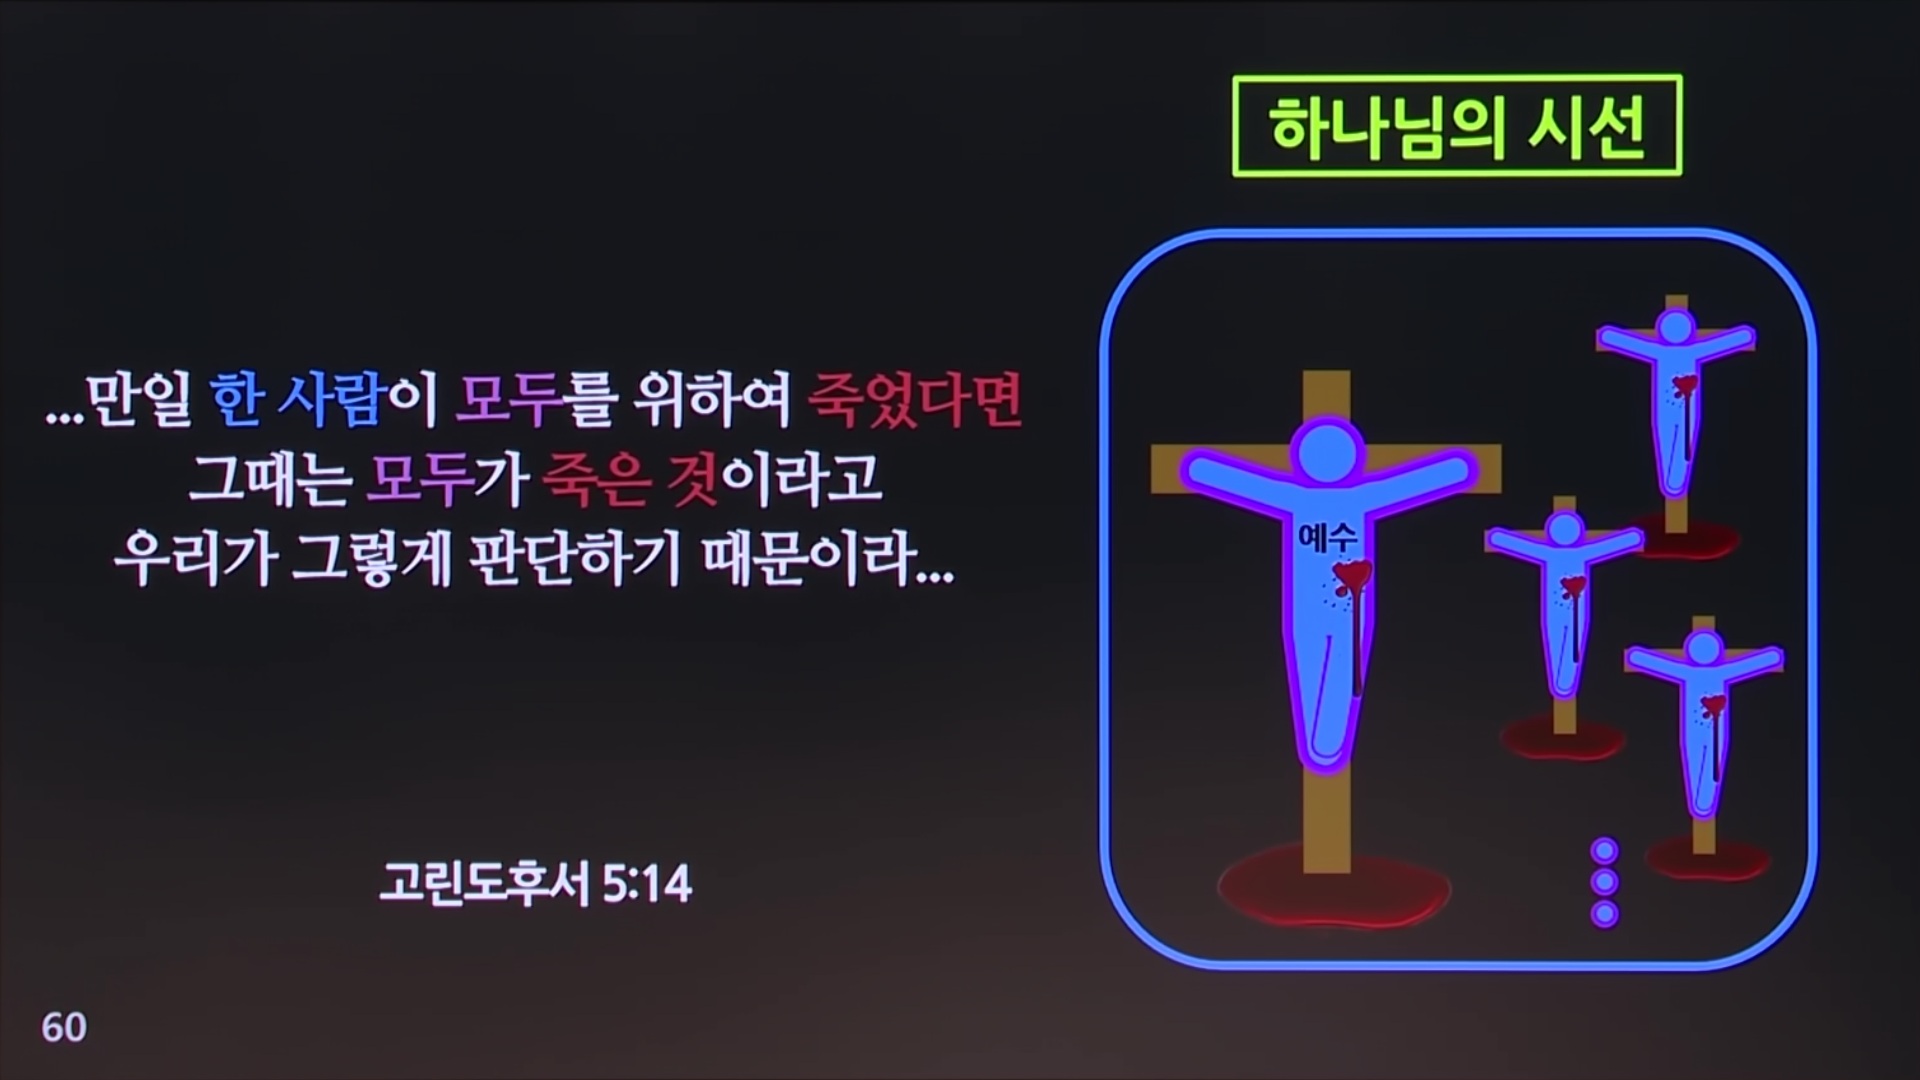 하나님의 시선
...만일 한 사람이 모두를 위하여 죽었다면
그때는 모두가 죽은 것이라고
우리가 그렇게 판단하기 때문이라...
고린도후서 5:14
예수
60